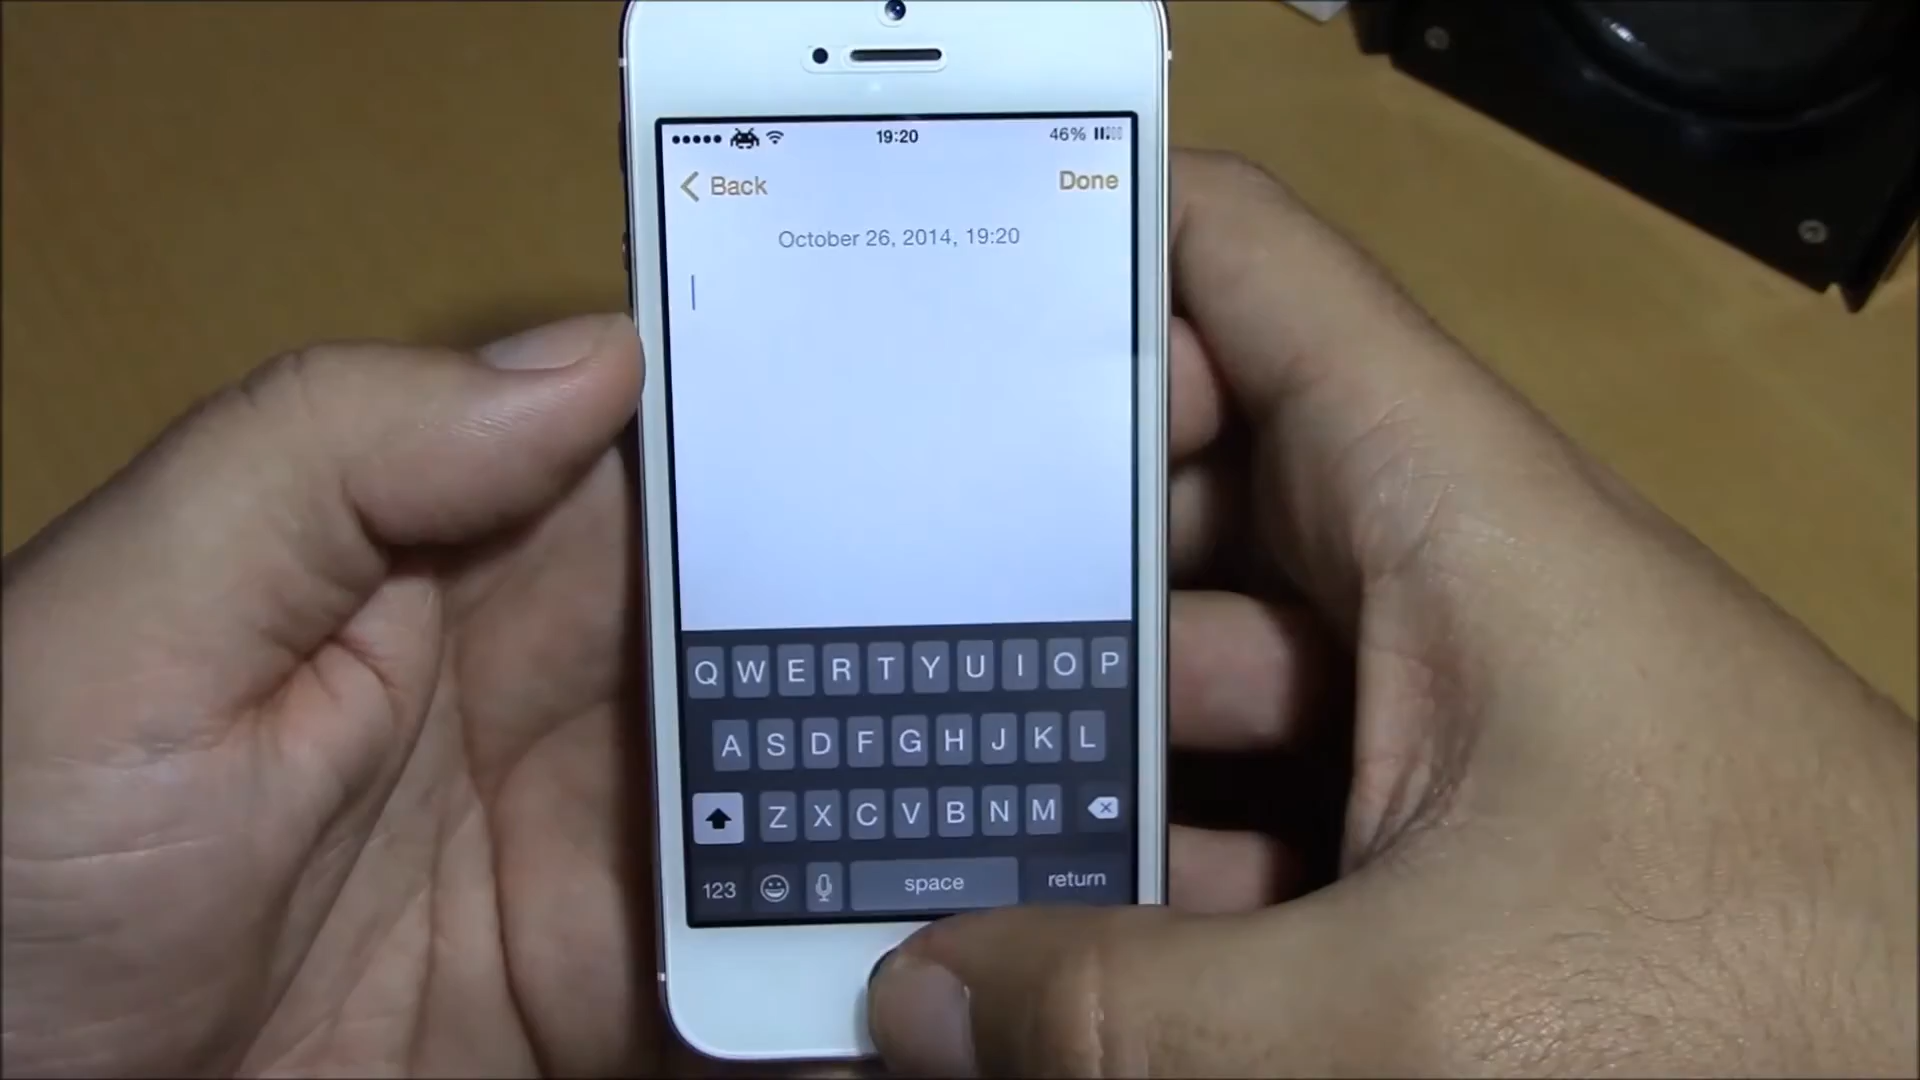 19:20 46%
Back Done
October 26, 2014, 19:20
Q W E R T Y U I O P
A S D F G H J K L
Z X C V B N M
123 space return